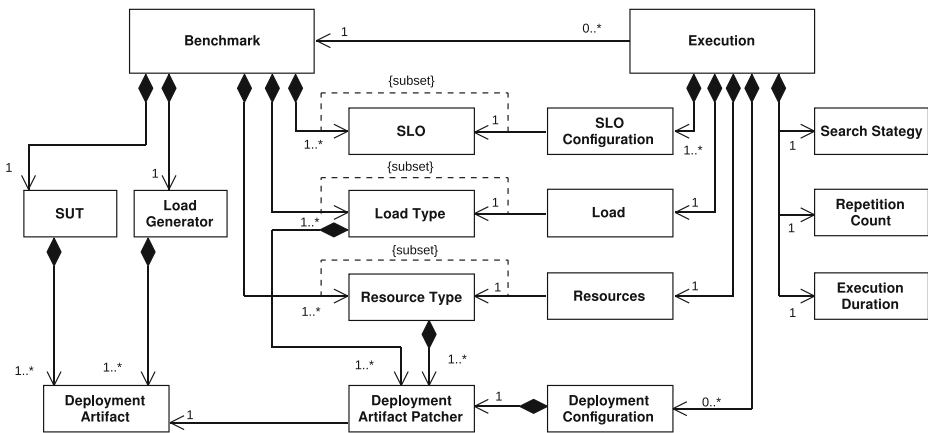 Benchmark
1
0..*
Execution
{subset}
SLO
1..*
1
SLO
Configuration
1..*
Search Stategy
1
{subset}
1
SUT
1
Load
Generator
Load Type
1..*
1
Load
1
Repetition
Count
1
{subset}
Resource Type
1..*
1
Resources
1
Execution
Duration
1
1..*
1..*
1..*
1..*
Deployment
Artifact
1
Deployment
Artifact Patcher
1
Deployment
Configuration
0..*